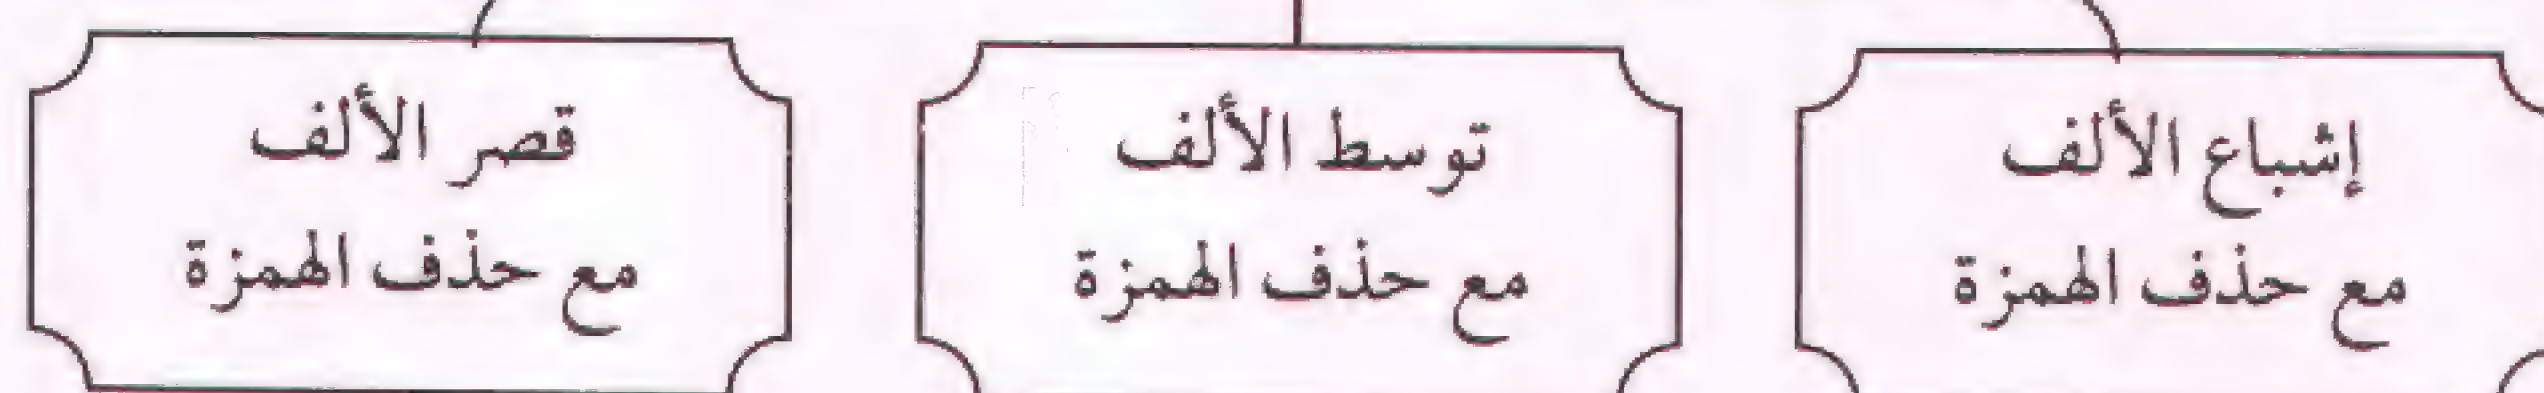 إشباع الألف
مع حذف الهمزة
توسط الألف
مع حذف الهمزة
قصر الألف
مع حذف الهمزة